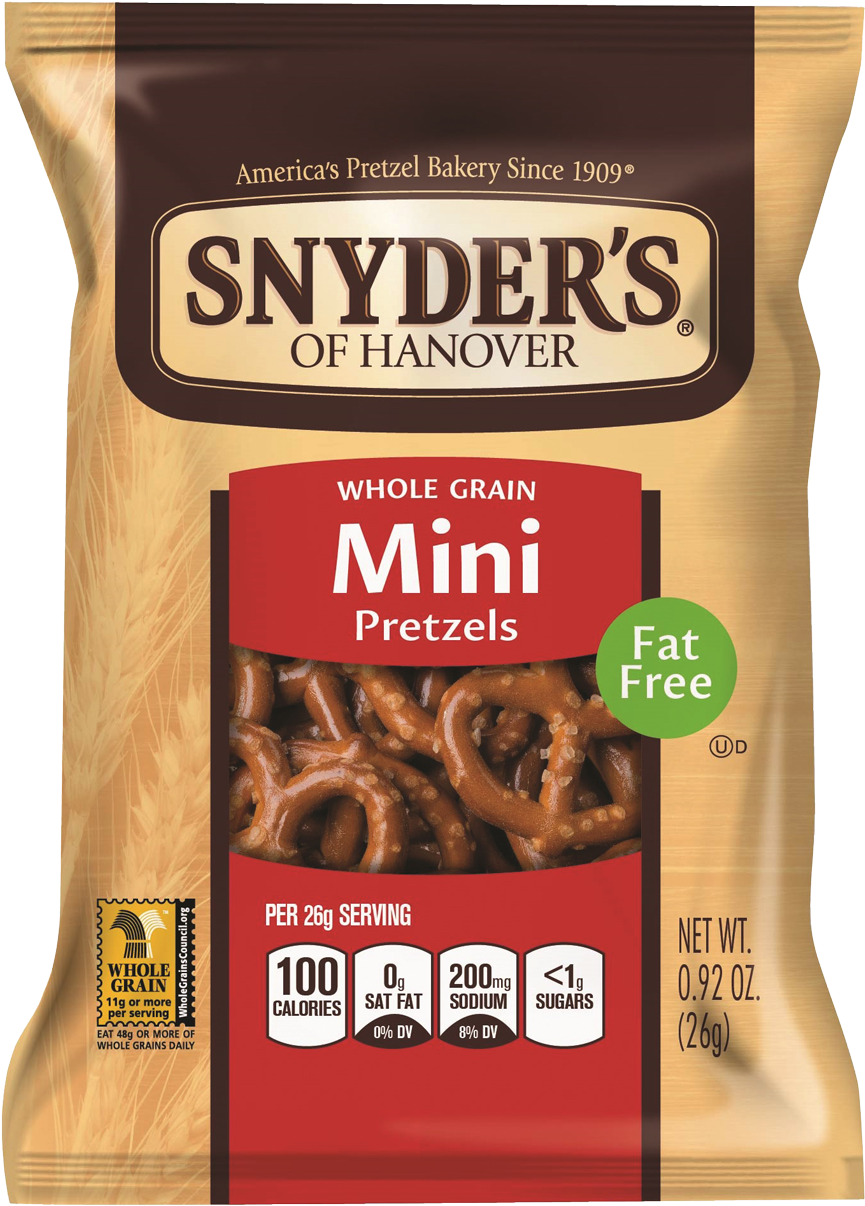 America's Pretzel Bakery Since 1909®
SNYDER'S®
OF HANOVER
WHOLE GRAIN
Mini
Pretzels
Fat
Free
UD
PER 26g SERVING
100
CALORIES
0g
SAT FAT
0% DV
200mg
SODIUM
8% DV
<1g
SUGARS
WHOLE
GRAIN
11g or more
per serving
WholeGrainsCouncil.org
EAT 48g OR MORE OF
WHOLE GRAINS DAILY
NET WT.
0.92 OZ.
(26g)